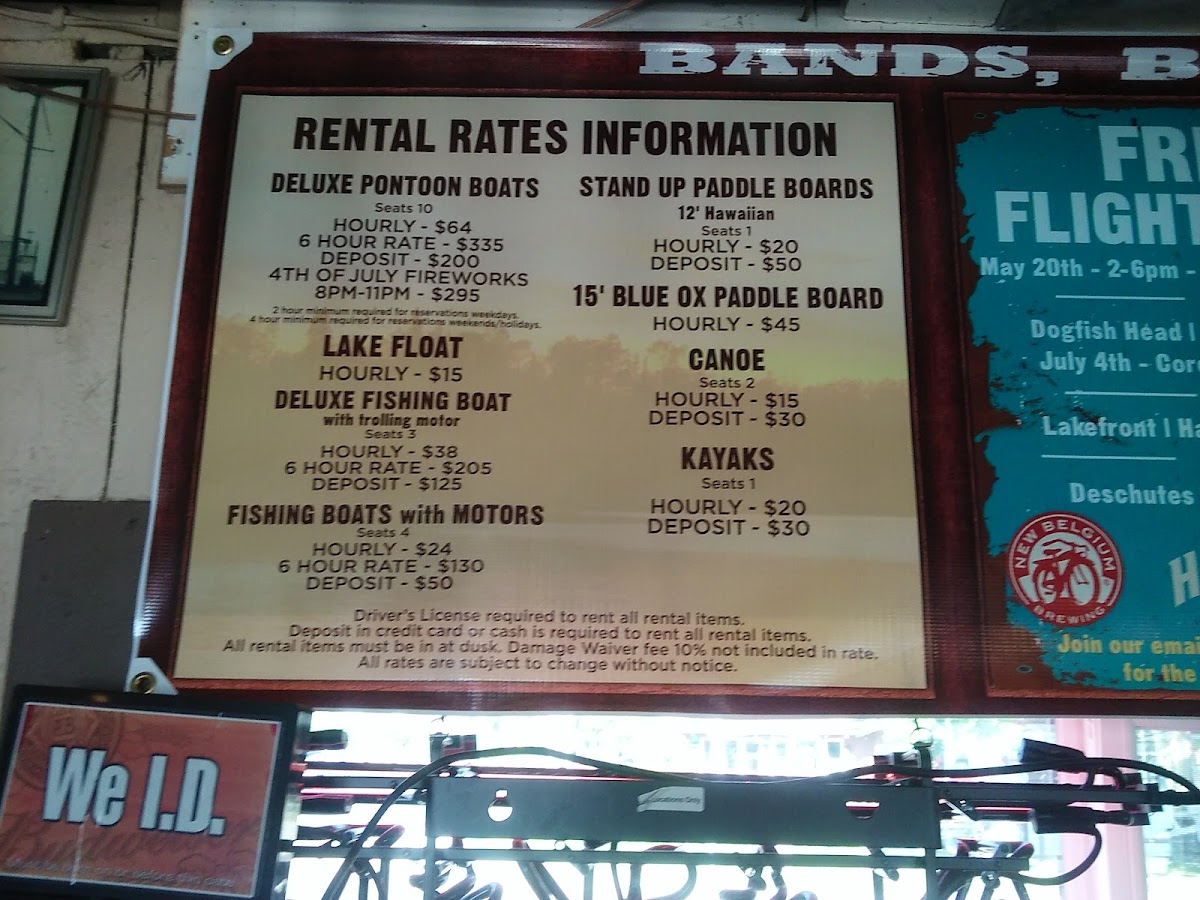 BANDS, B
RENTAL RATES INFORMATION
DELUXE PONTOON BOATS
Seats 10
HOURLY - $64
6 HOUR RATE - $335
DEPOSIT - $200
4TH OF JULY FIREWORKS
8PM-11PM - $295
2 hour minimum required for reservations weekdays.
4 hour minimum required for reservations weekends/holidays.
LAKE FLOAT
HOURLY - $15
DELUXE FISHING BOAT
with trolling motor
Seats 3
HOURLY - $38
6 HOUR RATE - $205
DEPOSIT - $125
FISHING BOATS with MOTORS
Seats 4
HOURLY - $24
6 HOUR RATE - $130
DEPOSIT - $50
STAND UP PADDLE BOARDS
12' Hawaiian
Seats 1
HOURLY - $20
DEPOSIT - $50
15' BLUE OX PADDLE BOARD
HOURLY - $45
CANOE
Seats 2
HOURLY - $15
DEPOSIT - $30
KAYAKS
Seats 1
HOURLY - $20
DEPOSIT - $30
Driver's License required to rent all rental items.
Deposit in credit card or cash is required to rent all rental items.
All rental items must be in at dusk. Damage Waiver fee 10% not included in rate.
All rates are subject to change without notice.
FR
FLIGHT
May 20th - 2-6pm -
Dogfish Head |
July 4th - Gor
Lakefront | Ha
Deschutes
NEW BELGIUM
BREWING
H
Join our emai
for the
We I.D.
Locations Only